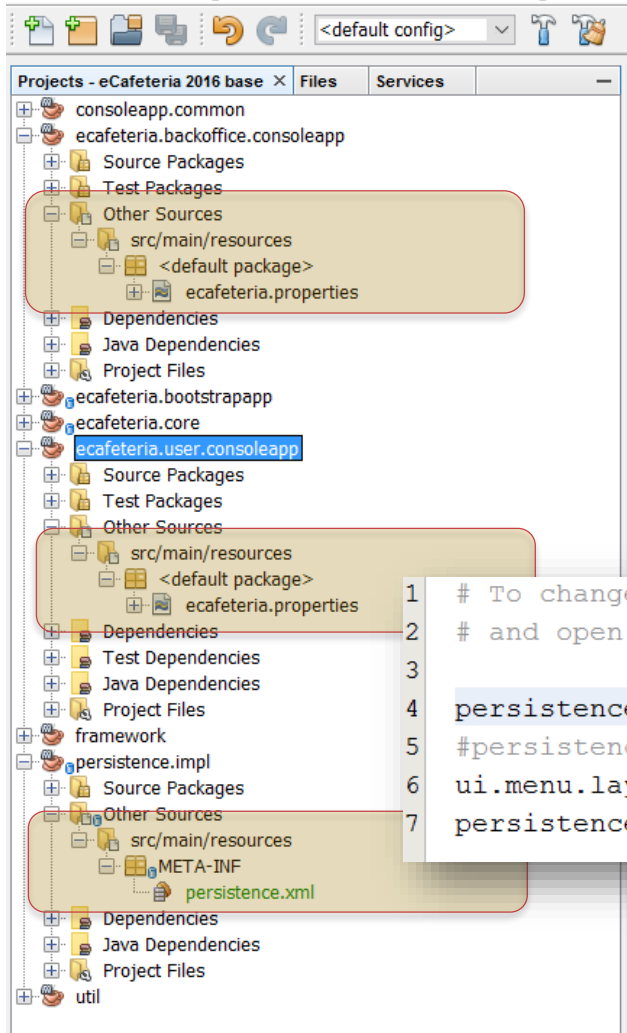 <default config>
Projects - eCafeteria 2016 base × Files Services
consoleapp.common
ecafeteria.backoffice.consoleapp
Source Packages
Test Packages
Other Sources
src/main/resources
<default package>
ecafeteria.properties
Dependencies
Java Dependencies
Project Files
ecafeteria.bootstrapapp
ecafeteria.core
ecafeteria.user.consoleapp
Source Packages
Test Packages
Other Sources
src/main/resources
<default package>
ecafeteria.properties
Dependencies
Test Dependencies
Java Dependencies
Project Files
framework
persistence.impl
Source Packages
Other Sources
src/main/resources
META-INF
persistence.xml
Dependencies
Java Dependencies
Project Files
util
1 # To change
2 # and open
3
4 persistence
5 #persisten
6 ui.menu.la
7 persistence